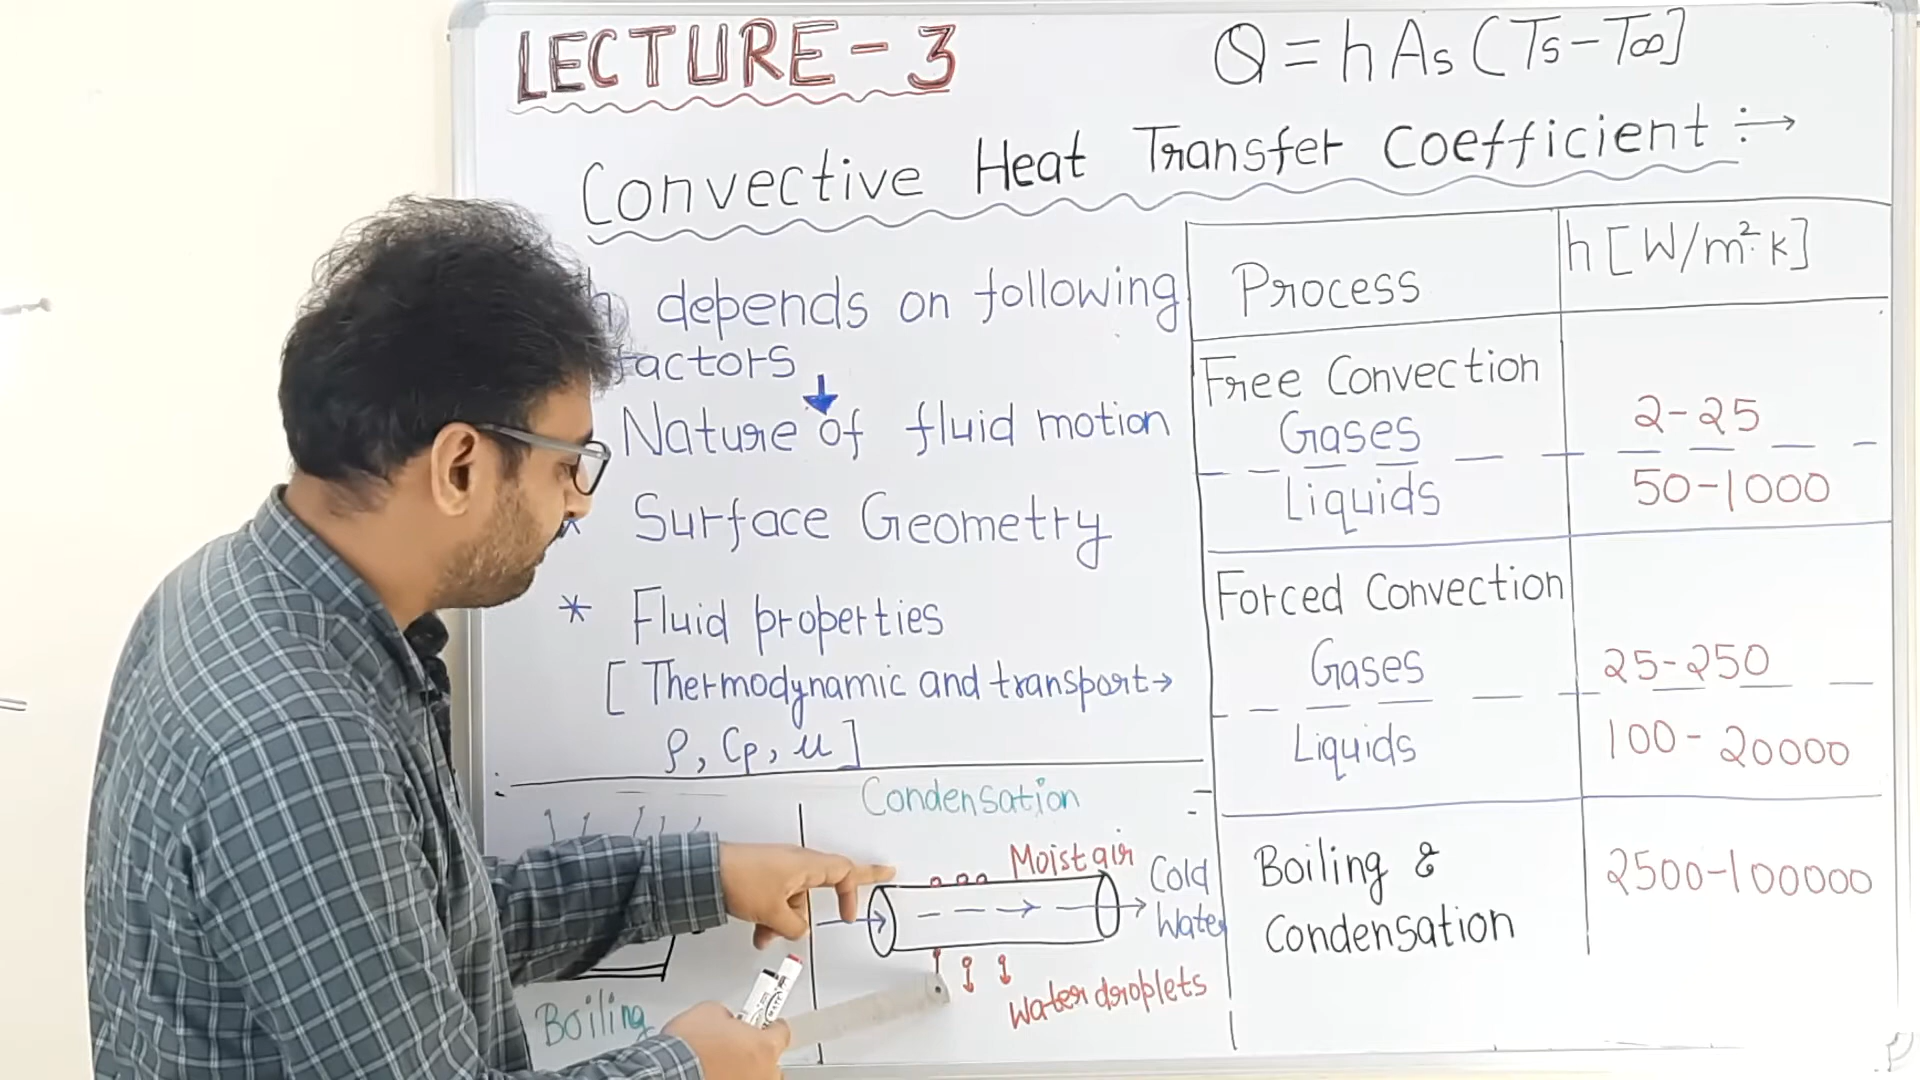 LECTURE - 3
Q = h As (Ts - T∞]
Convective Heat Transfer Coefficient :→
h depends on following
factors
Nature of fluid motion
* Surface Geometry
* Fluid properties
[ Thermodynamic and transport →
ρ, Cp, μ ]
Boiling
Condensation
Moist air
Cold
Water
Water droplets
Process h [ W/m².k]
Free Convection
Gases 2-25
Liquids 50-1000
Forced Convection
Gases 25-250
Liquids 100-20000
Boiling & 2500-100000
Condensation